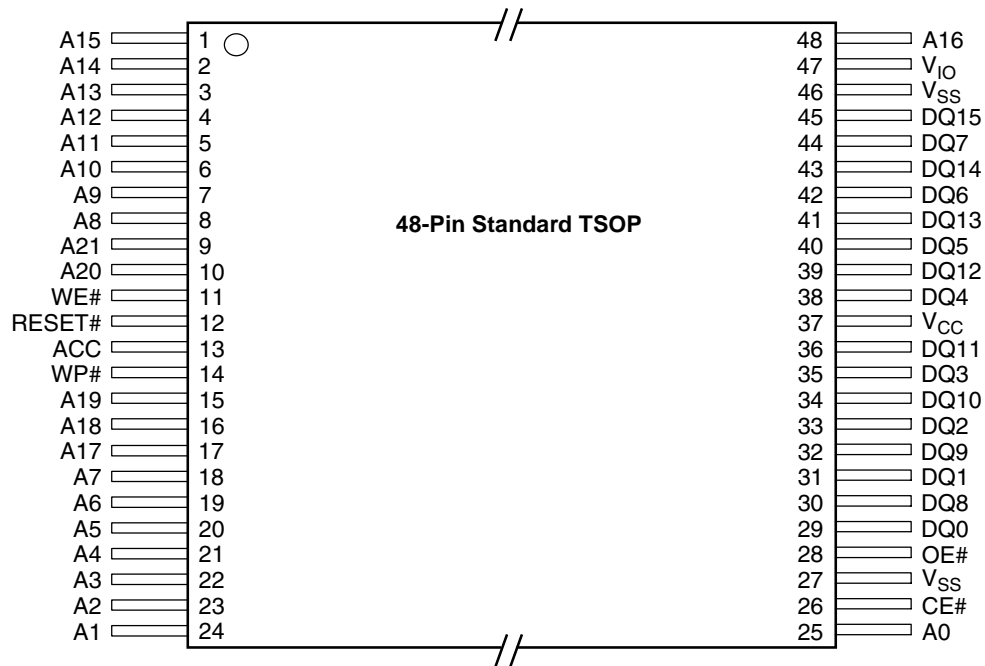 A15 1 48 A16
A14 2 47 VIO
A13 3 46 VSS
A12 4 45 DQ15
A11 5 44 DQ7
A10 6 43 DQ14
A9 7 42 DQ6
A8 8 48-Pin Standard TSOP 41 DQ13
A21 9 40 DQ5
A20 10 39 DQ12
WE# 11 38 DQ4
RESET# 12 37 VCC
ACC 13 36 DQ11
WP# 14 35 DQ3
A19 15 34 DQ10
A18 16 33 DQ2
A17 17 32 DQ9
A7 18 31 DQ1
A6 19 30 DQ8
A5 20 29 DQ0
A4 21 28 OE#
A3 22 27 VSS
A2 23 26 CE#
A1 24 25 A0